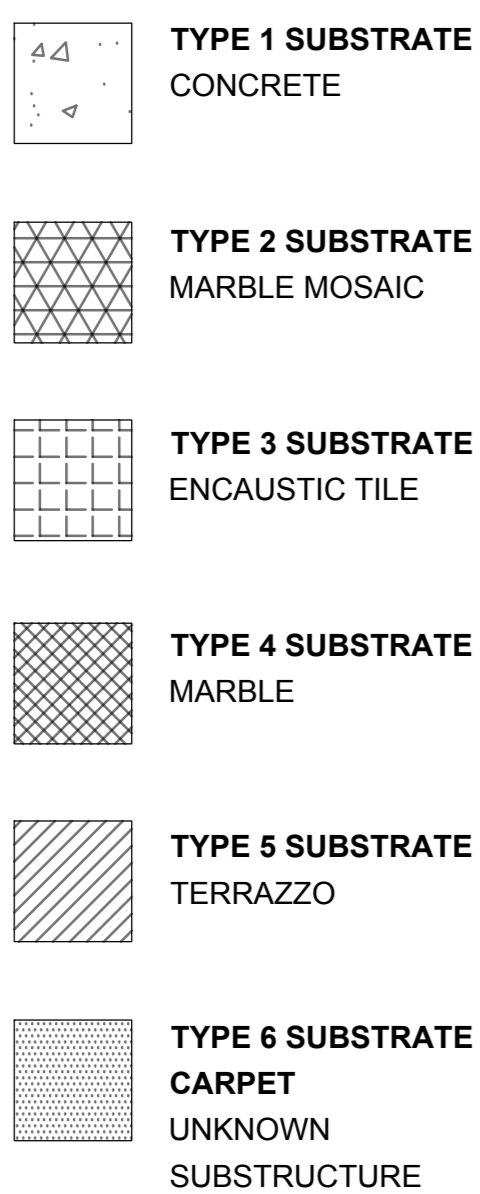 TYPE 1 SUBSTRATE
CONCRETE
TYPE 2 SUBSTRATE
MARBLE MOSAIC
TYPE 3 SUBSTRATE
ENCAUSTIC TILE
TYPE 4 SUBSTRATE
MARBLE
TYPE 5 SUBSTRATE
TERRAZZO
TYPE 6 SUBSTRATE
CARPET
UNKNOWN
SUBSTRUCTURE